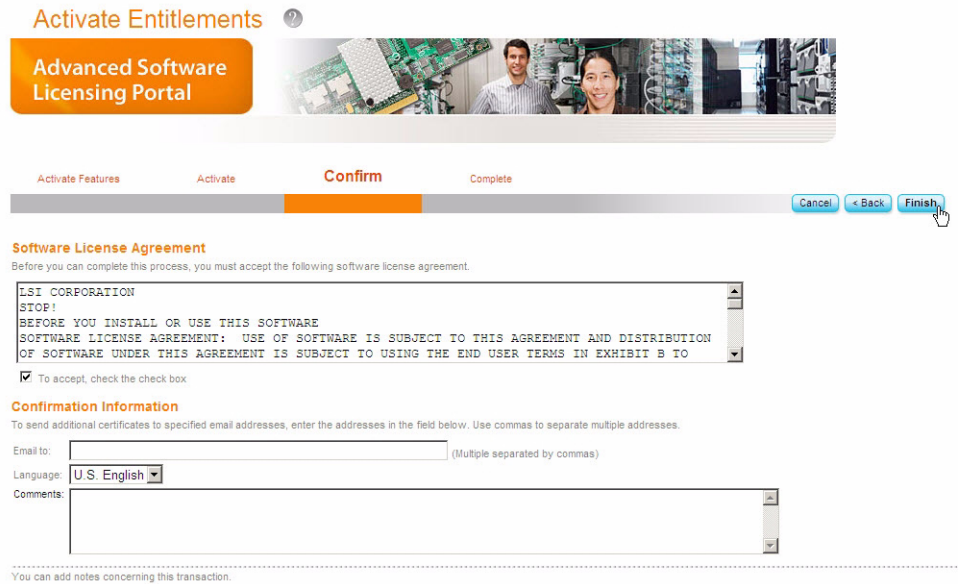 Activate Entitlements ?
Advanced Software
Licensing Portal
Activate Features
Activate
Confirm
Complete
Cancel
< Back
Finish
Software License Agreement
Before you can complete this process, you must accept the following software license agreement.
LSI CORPORATION
STOP!
BEFORE YOU INSTALL OR USE THIS SOFTWARE
SOFTWARE LICENSE AGREEMENT: USE OF SOFTWARE IS SUBJECT TO THIS AGREEMENT AND DISTRIBUTION
OF SOFTWARE UNDER THIS AGREEMENT IS SUBJECT TO USING THE END USER TERMS IN EXHIBIT B TO
To accept, check the check box
Confirmation Information
To send additional certificates to specified email addresses, enter the addresses in the field below. Use commas to separate multiple addresses.
Email to:
(Multiple separated by commas)
Language: U.S. English
Comments:
You can add notes concerning this transaction.